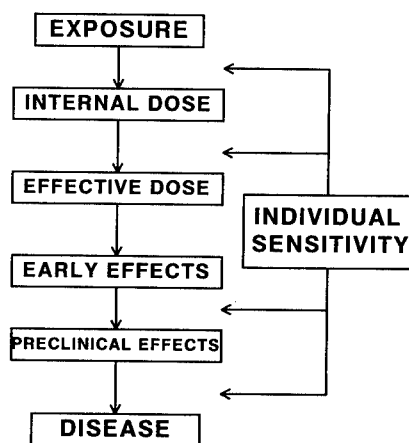 EXPOSURE
INTERNAL DOSE
EFFECTIVE DOSE
INDIVIDUAL
SENSITIVITY
EARLY EFFECTS
PRECLINICAL EFFECTS
DISEASE